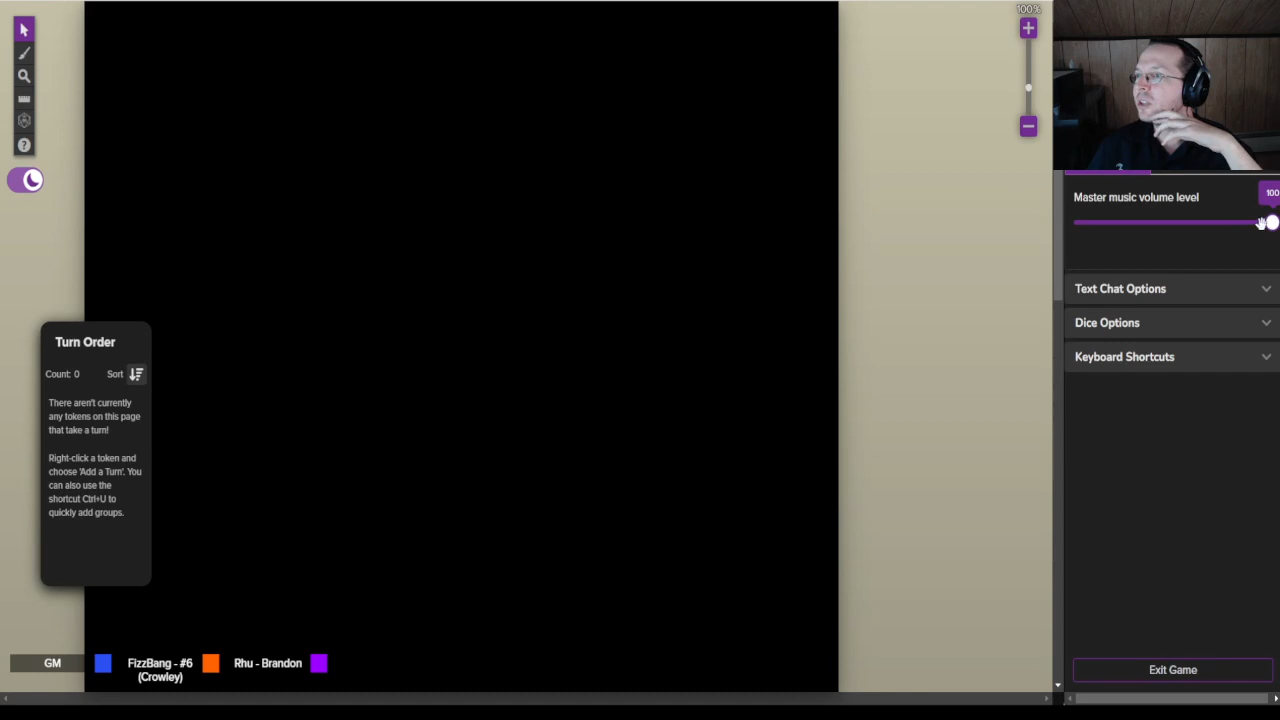 100%
Master music volume level
100
Text Chat Options
Dice Options
Keyboard Shortcuts
Turn Order
Count: 0 Sort
There aren't currently
any tokens on this page
that take a turn!
Right-click a token and
choose 'Add a Turn'. You
can also use the
shortcut Ctrl+U to
quickly add groups.
GM
FizzBang - #6
(Crowley)
Rhu - Brandon
Exit Game